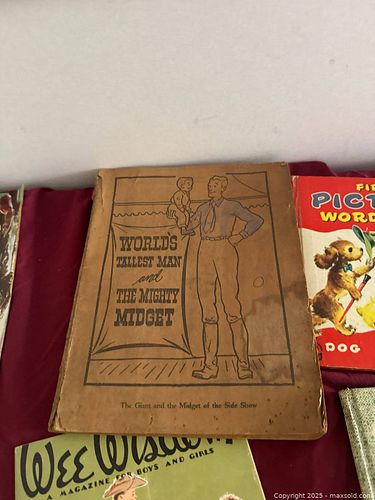 WORLD'S
TALLEST MAN
and
THE MIGHTY
MIDGET
The Giant and the Midget of the Side Show
PICT
WORD
DOG
WEE WISDOM
A MAGAZINE FOR BOYS AND GIRLS
Copyright 2025 - maxsold.com